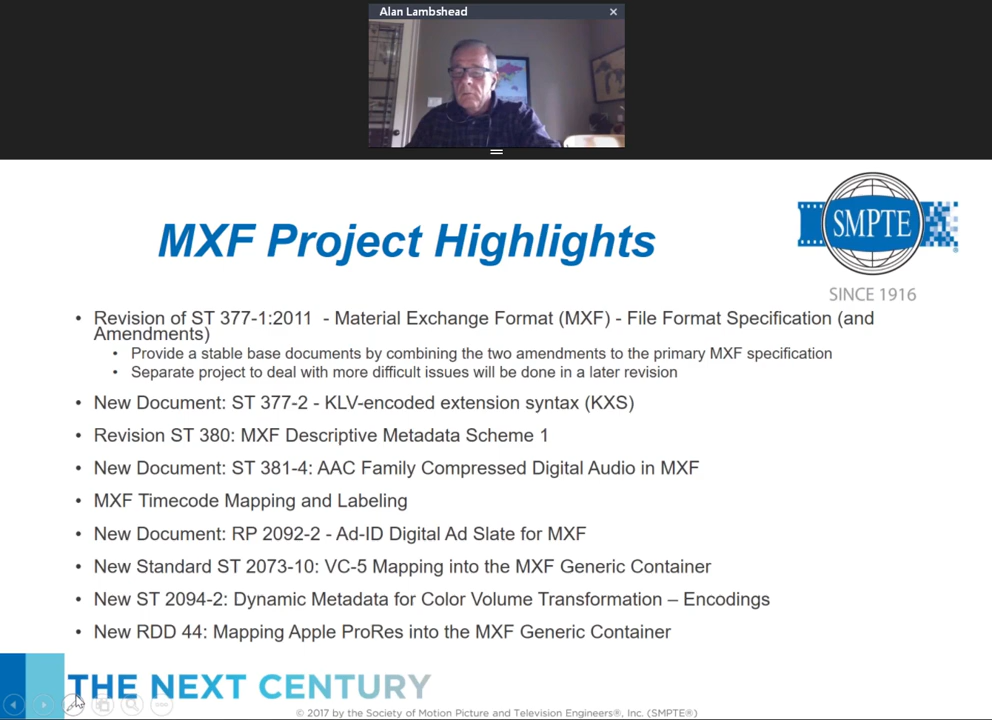 Alan Lambshead
MXF Project Highlights
SMPTE
SINCE 1916
• Revision of ST 377-1:2011 - Material Exchange Format (MXF) - File Format Specification (and
Amendments)
• Provide a stable base documents by combining the two amendments to the primary MXF specification
• Separate project to deal with more difficult issues will be done in a later revision
• New Document: ST 377-2 - KLV-encoded extension syntax (KXS)
• Revision ST 380: MXF Descriptive Metadata Scheme 1
• New Document: ST 381-4: AAC Family Compressed Digital Audio in MXF
• MXF Timecode Mapping and Labeling
• New Document: RP 2092-2 - Ad-ID Digital Ad Slate for MXF
• New Standard ST 2073-10: VC-5 Mapping into the MXF Generic Container
• New ST 2094-2: Dynamic Metadata for Color Volume Transformation – Encodings
• New RDD 44: Mapping Apple ProRes into the MXF Generic Container
THE NEXT CENTURY
© 2017 by the Society of Motion Picture and Television Engineers®, Inc. (SMPTE®)